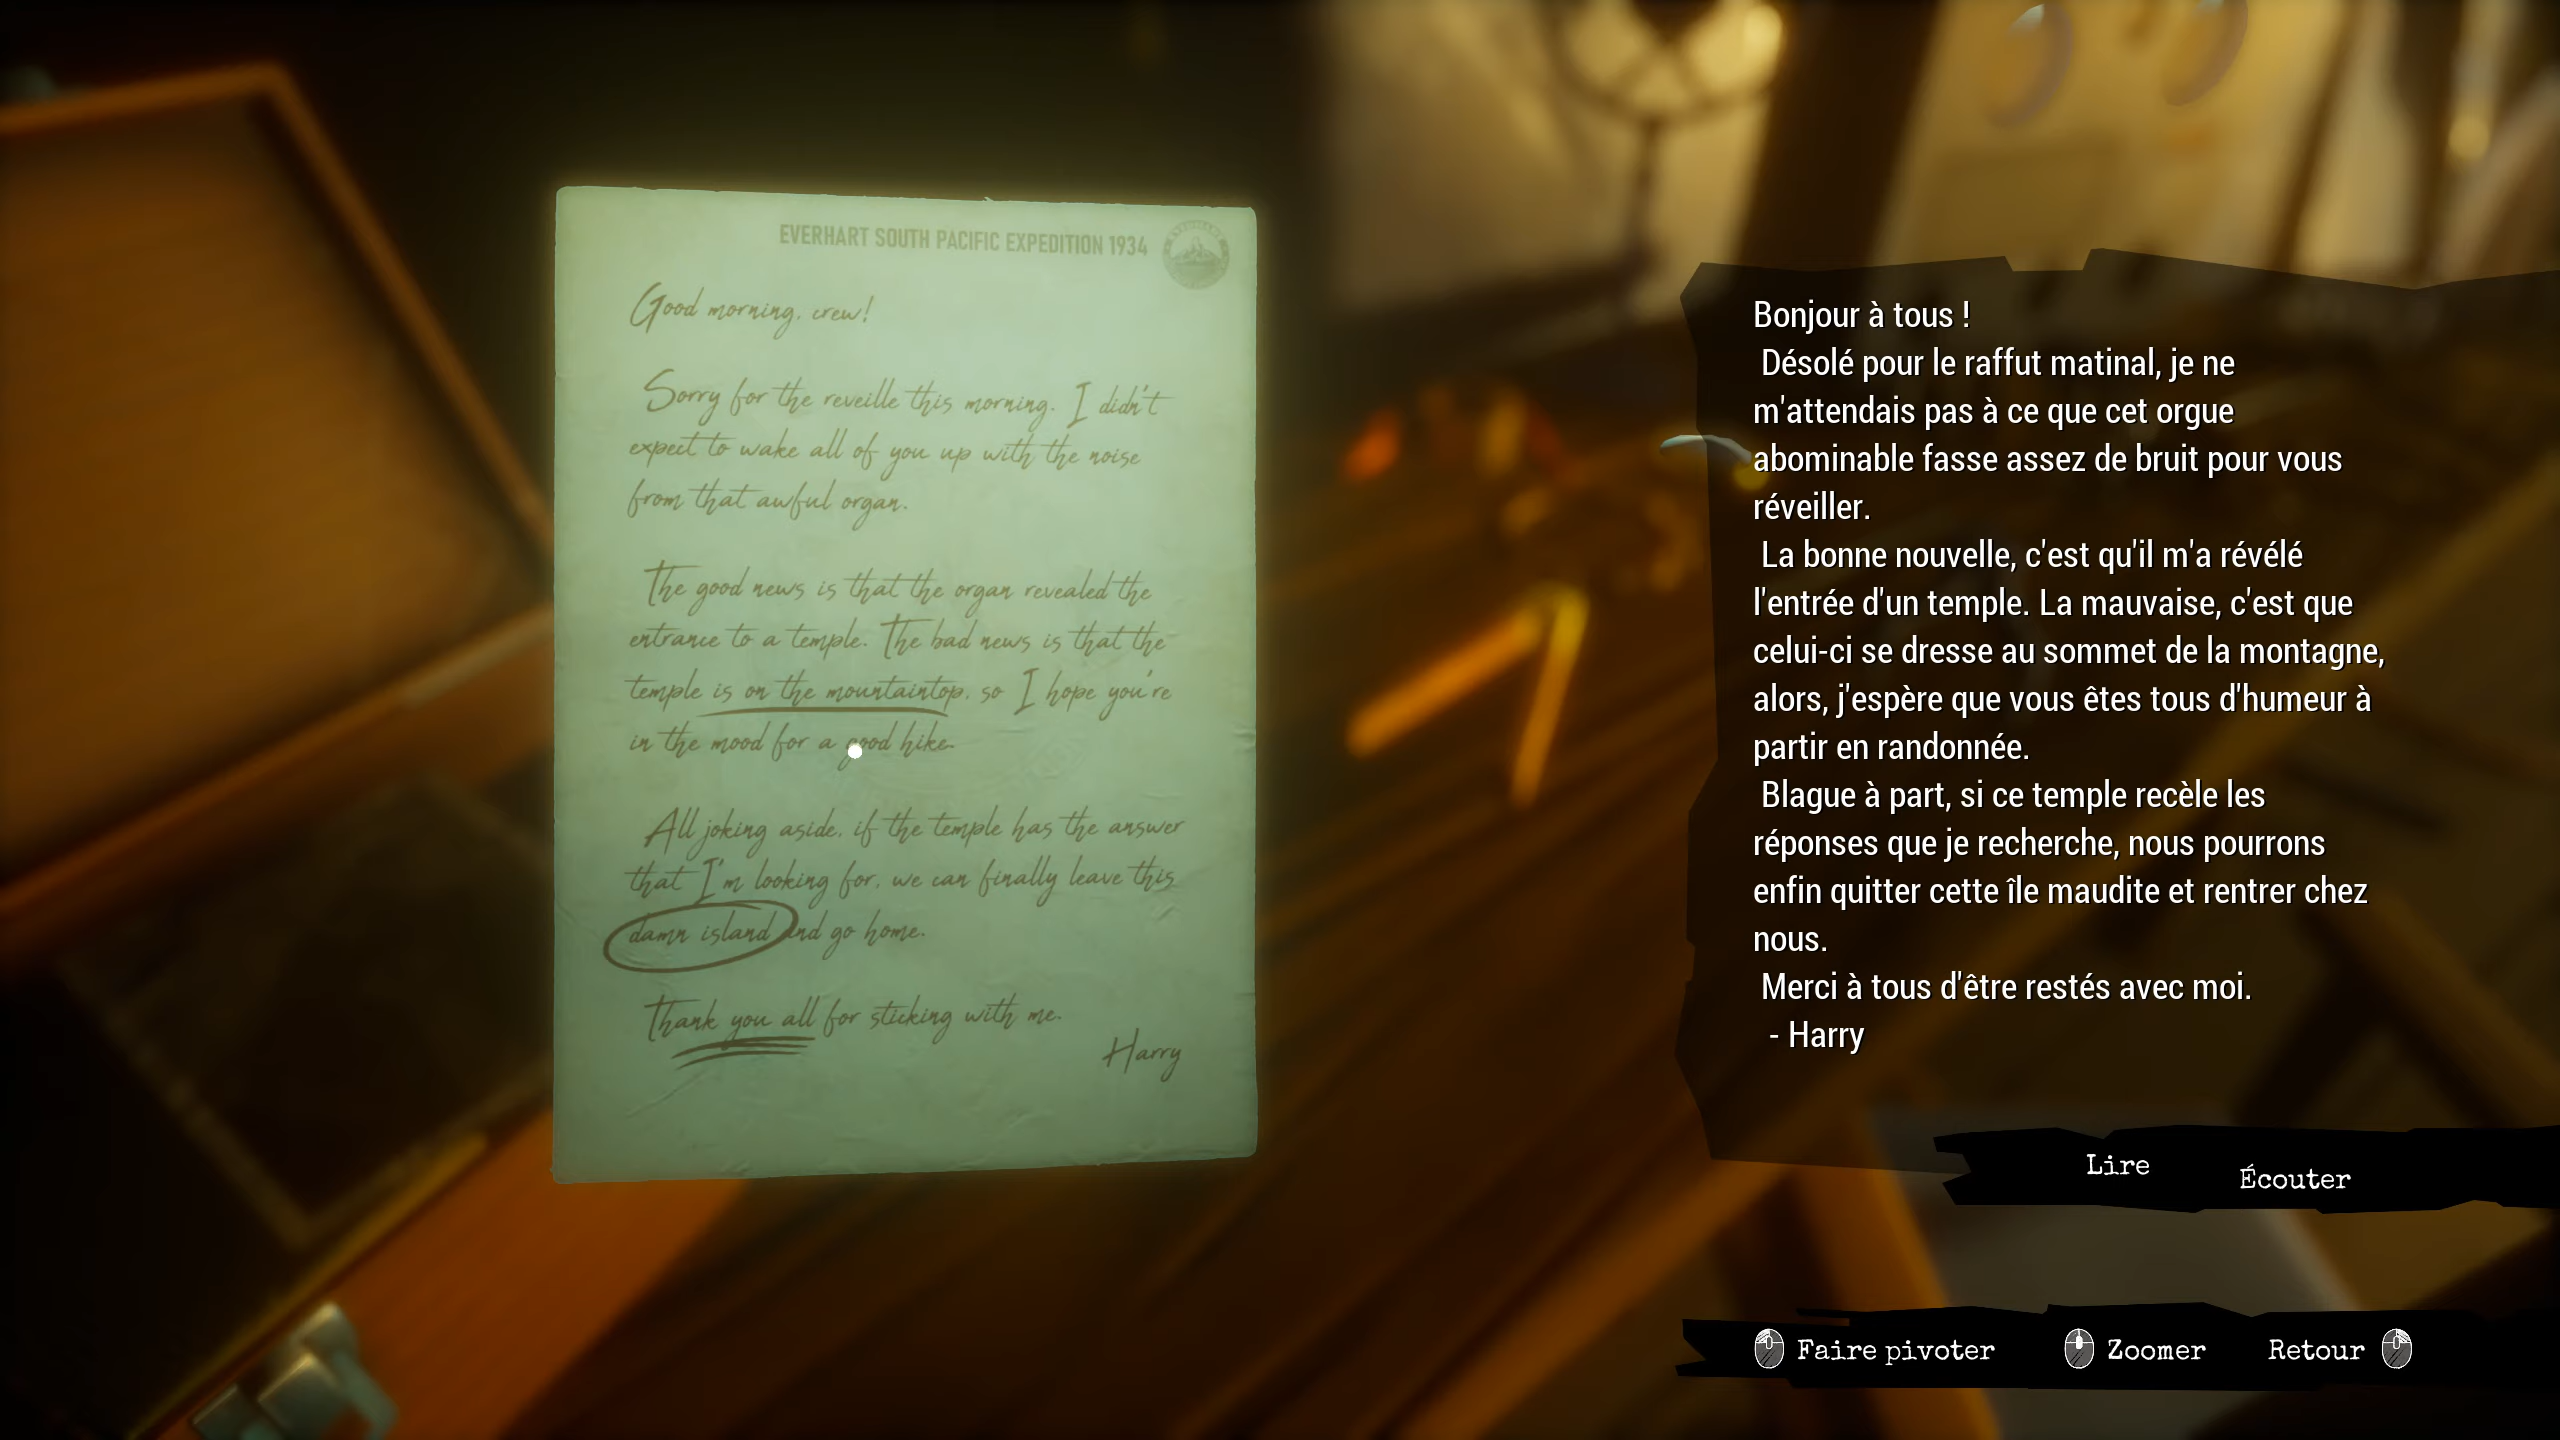 EVERHART SOUTH PACIFIC EXPEDITION 1934
Good morning, crew!
Sorry for the reveille this morning. I didn't
expect to wake all of you up with the noise
from that awful organ.
The good news is that the organ revealed the
entrance to a temple. The bad news is that the
temple is on the mountaintop, so I hope you're
in the mood for a good hike.
All joking aside, if the temple has the answer
that I'm looking for, we can finally leave this
damn island and go home.
Thank you all for sticking with me.
Harry
Bonjour à tous !
Désolé pour le raffut matinal, je ne
m'attendais pas à ce que cet orgue
abominable fasse assez de bruit pour vous
réveiller.
La bonne nouvelle, c'est qu'il m'a révélé
l'entrée d'un temple. La mauvaise, c'est que
celui-ci se dresse au sommet de la montagne,
alors, j'espère que vous êtes tous d'humeur à
partir en randonnée.
Blague à part, si ce temple recèle les
réponses que je recherche, nous pourrons
enfin quitter cette île maudite et rentrer chez
nous.
Merci à tous d'être restés avec moi.
- Harry
Lire
Écouter
Faire pivoter
Zoomer
Retour